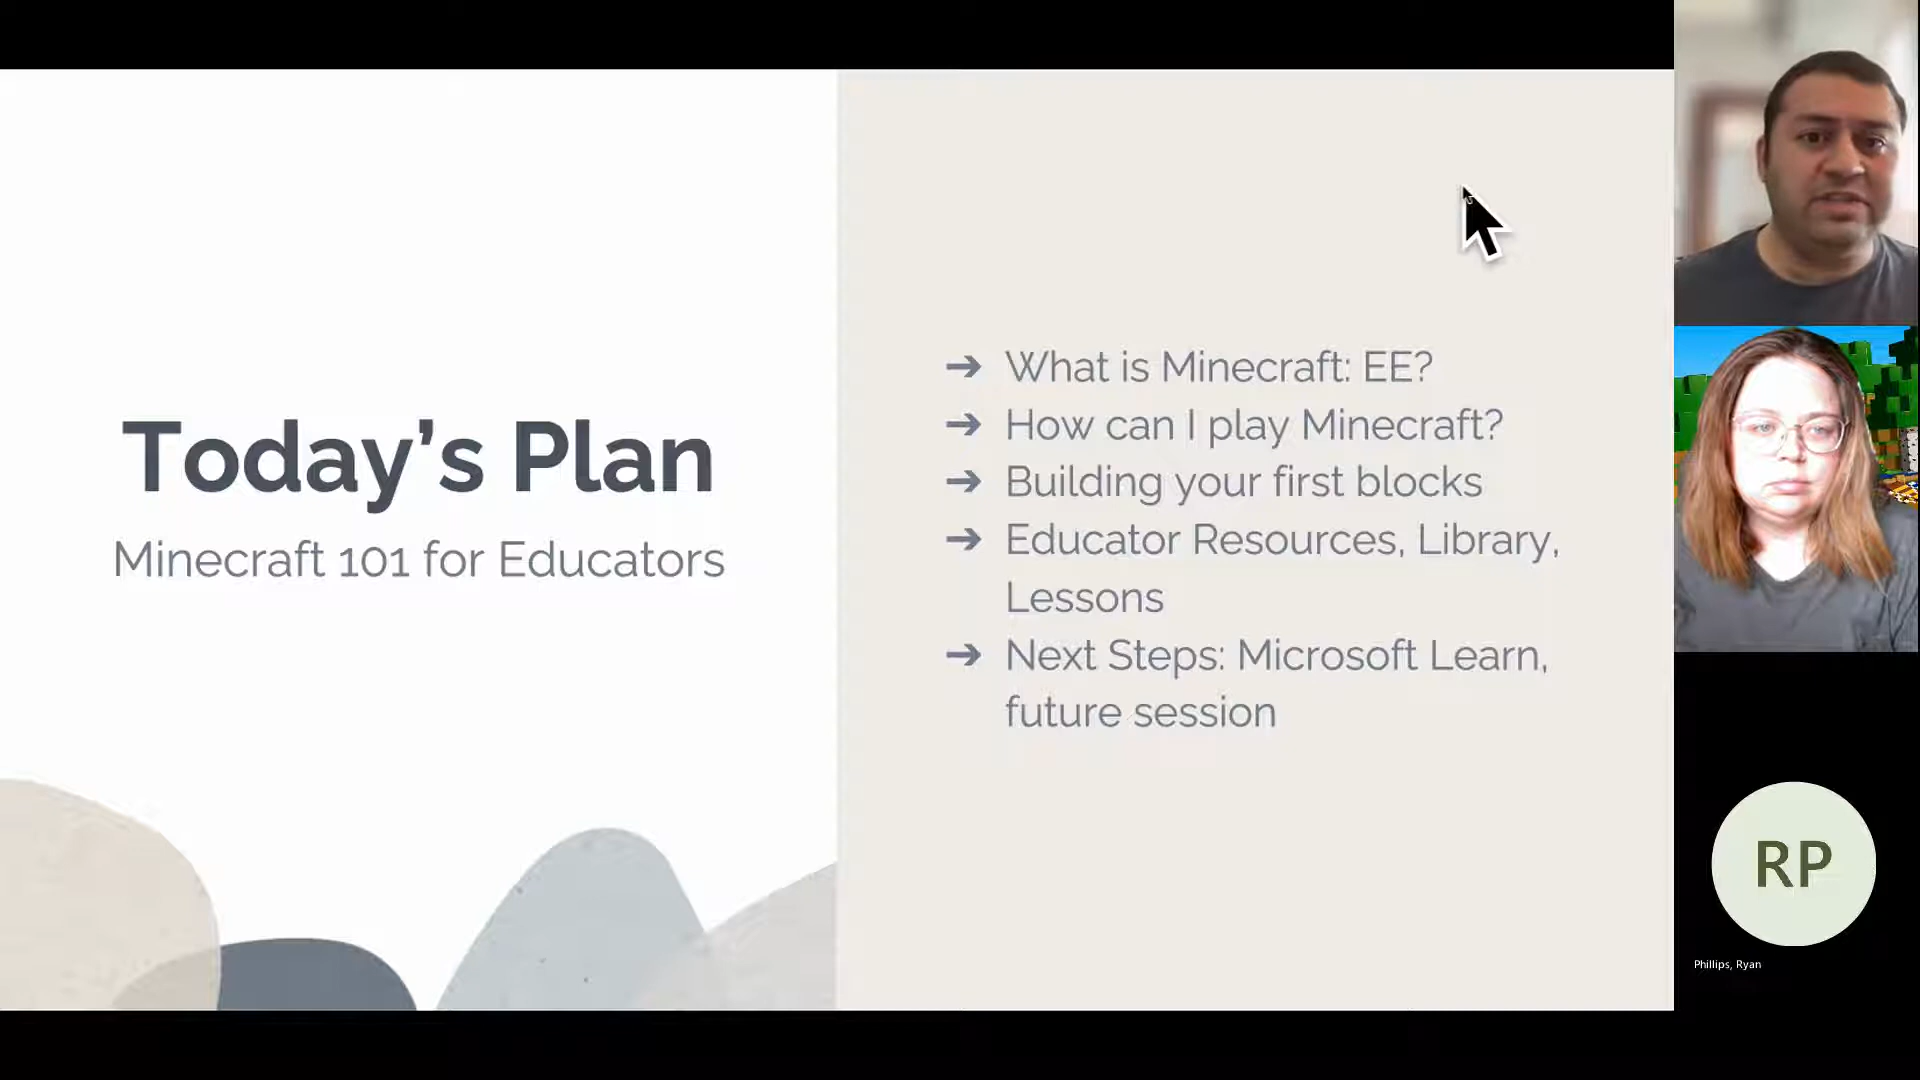 Today’s Plan
Minecraft 101 for Educators
➔ What is Minecraft: EE?
➔ How can I play Minecraft?
➔ Building your first blocks
➔ Educator Resources, Library,
Lessons
➔ Next Steps: Microsoft Learn,
future session
RP
Phillips, Ryan